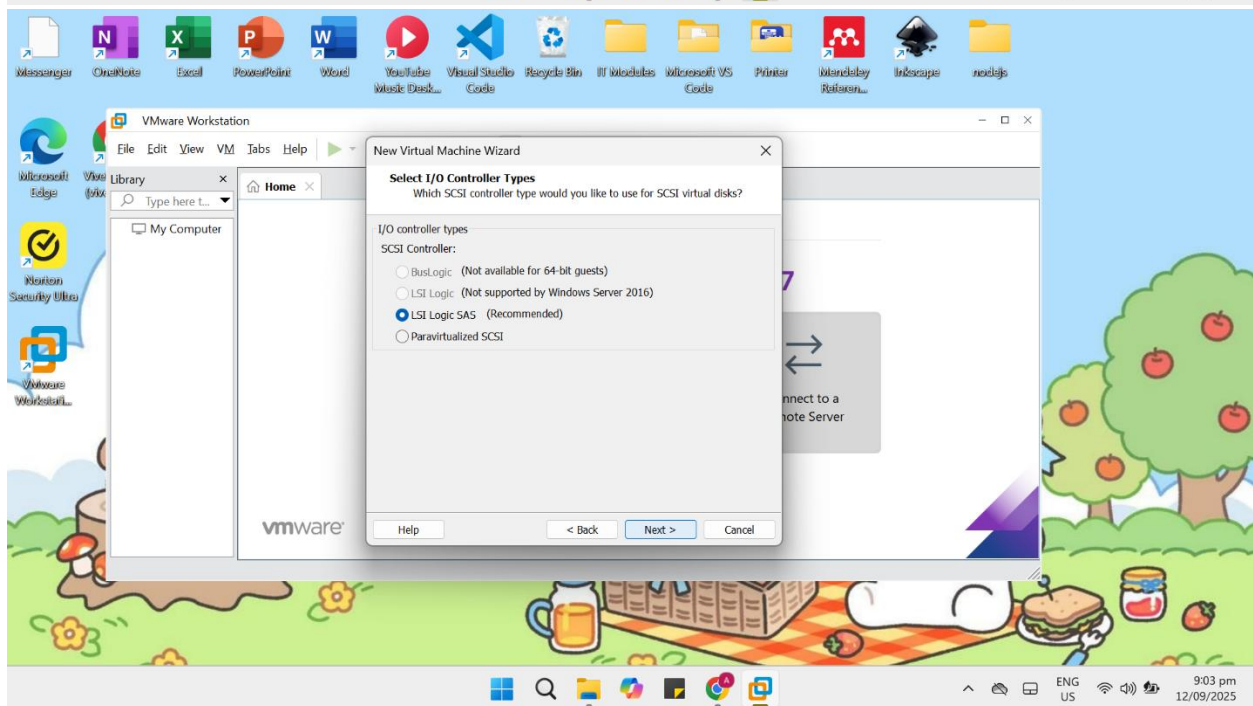 Messenger
OneNote
Excel
PowerPoint
Word
YouTube
Music Desk...
Visual Studio
Code
Recycle Bin
IT Modules
Microsoft VS
Code
Printer
Mendeley
Referen...
Inkscape
nodejs
Microsoft
Edge
Norton
Security Ultra
VMware
Workstati...
VMware Workstation
File Edit View VM Tabs Help
Library
Type here t...
My Computer
Home
7
nnect to a
note Server
vmware
New Virtual Machine Wizard
Select I/O Controller Types
Which SCSI controller type would you like to use for SCSI virtual disks?
I/O controller types
SCSI Controller:
BusLogic (Not available for 64-bit guests)
LSI Logic (Not supported by Windows Server 2016)
LSI Logic SAS (Recommended)
Paravirtualized SCSI
Help < Back Next > Cancel
ENG
US
9:03 pm
12/09/2025